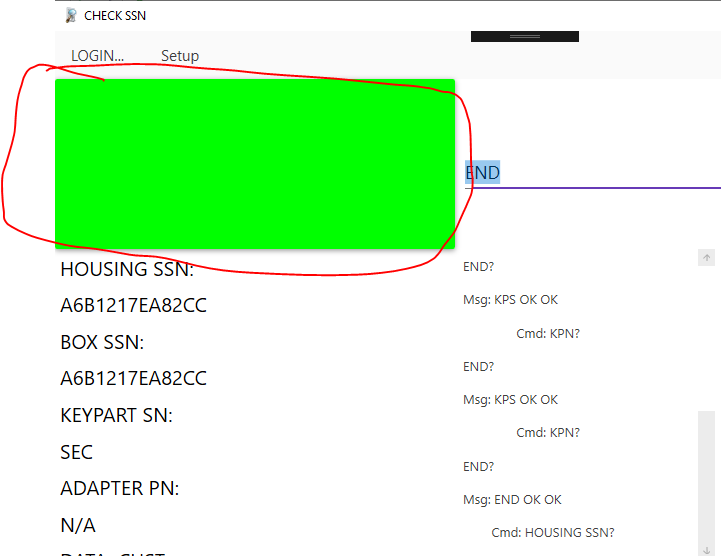 CHECK SSN
LOGIN... Setup
END
HOUSING SSN:
A6B1217EA82CC
BOX SSN:
A6B1217EA82CC
KEYPART SN:
SEC
ADAPTER PN:
N/A
END?
Msg: KPS OK OK
Cmd: KPN?
END?
Msg: KPS OK OK
Cmd: KPN?
END?
Msg: END OK OK
Cmd: HOUSING SSN?